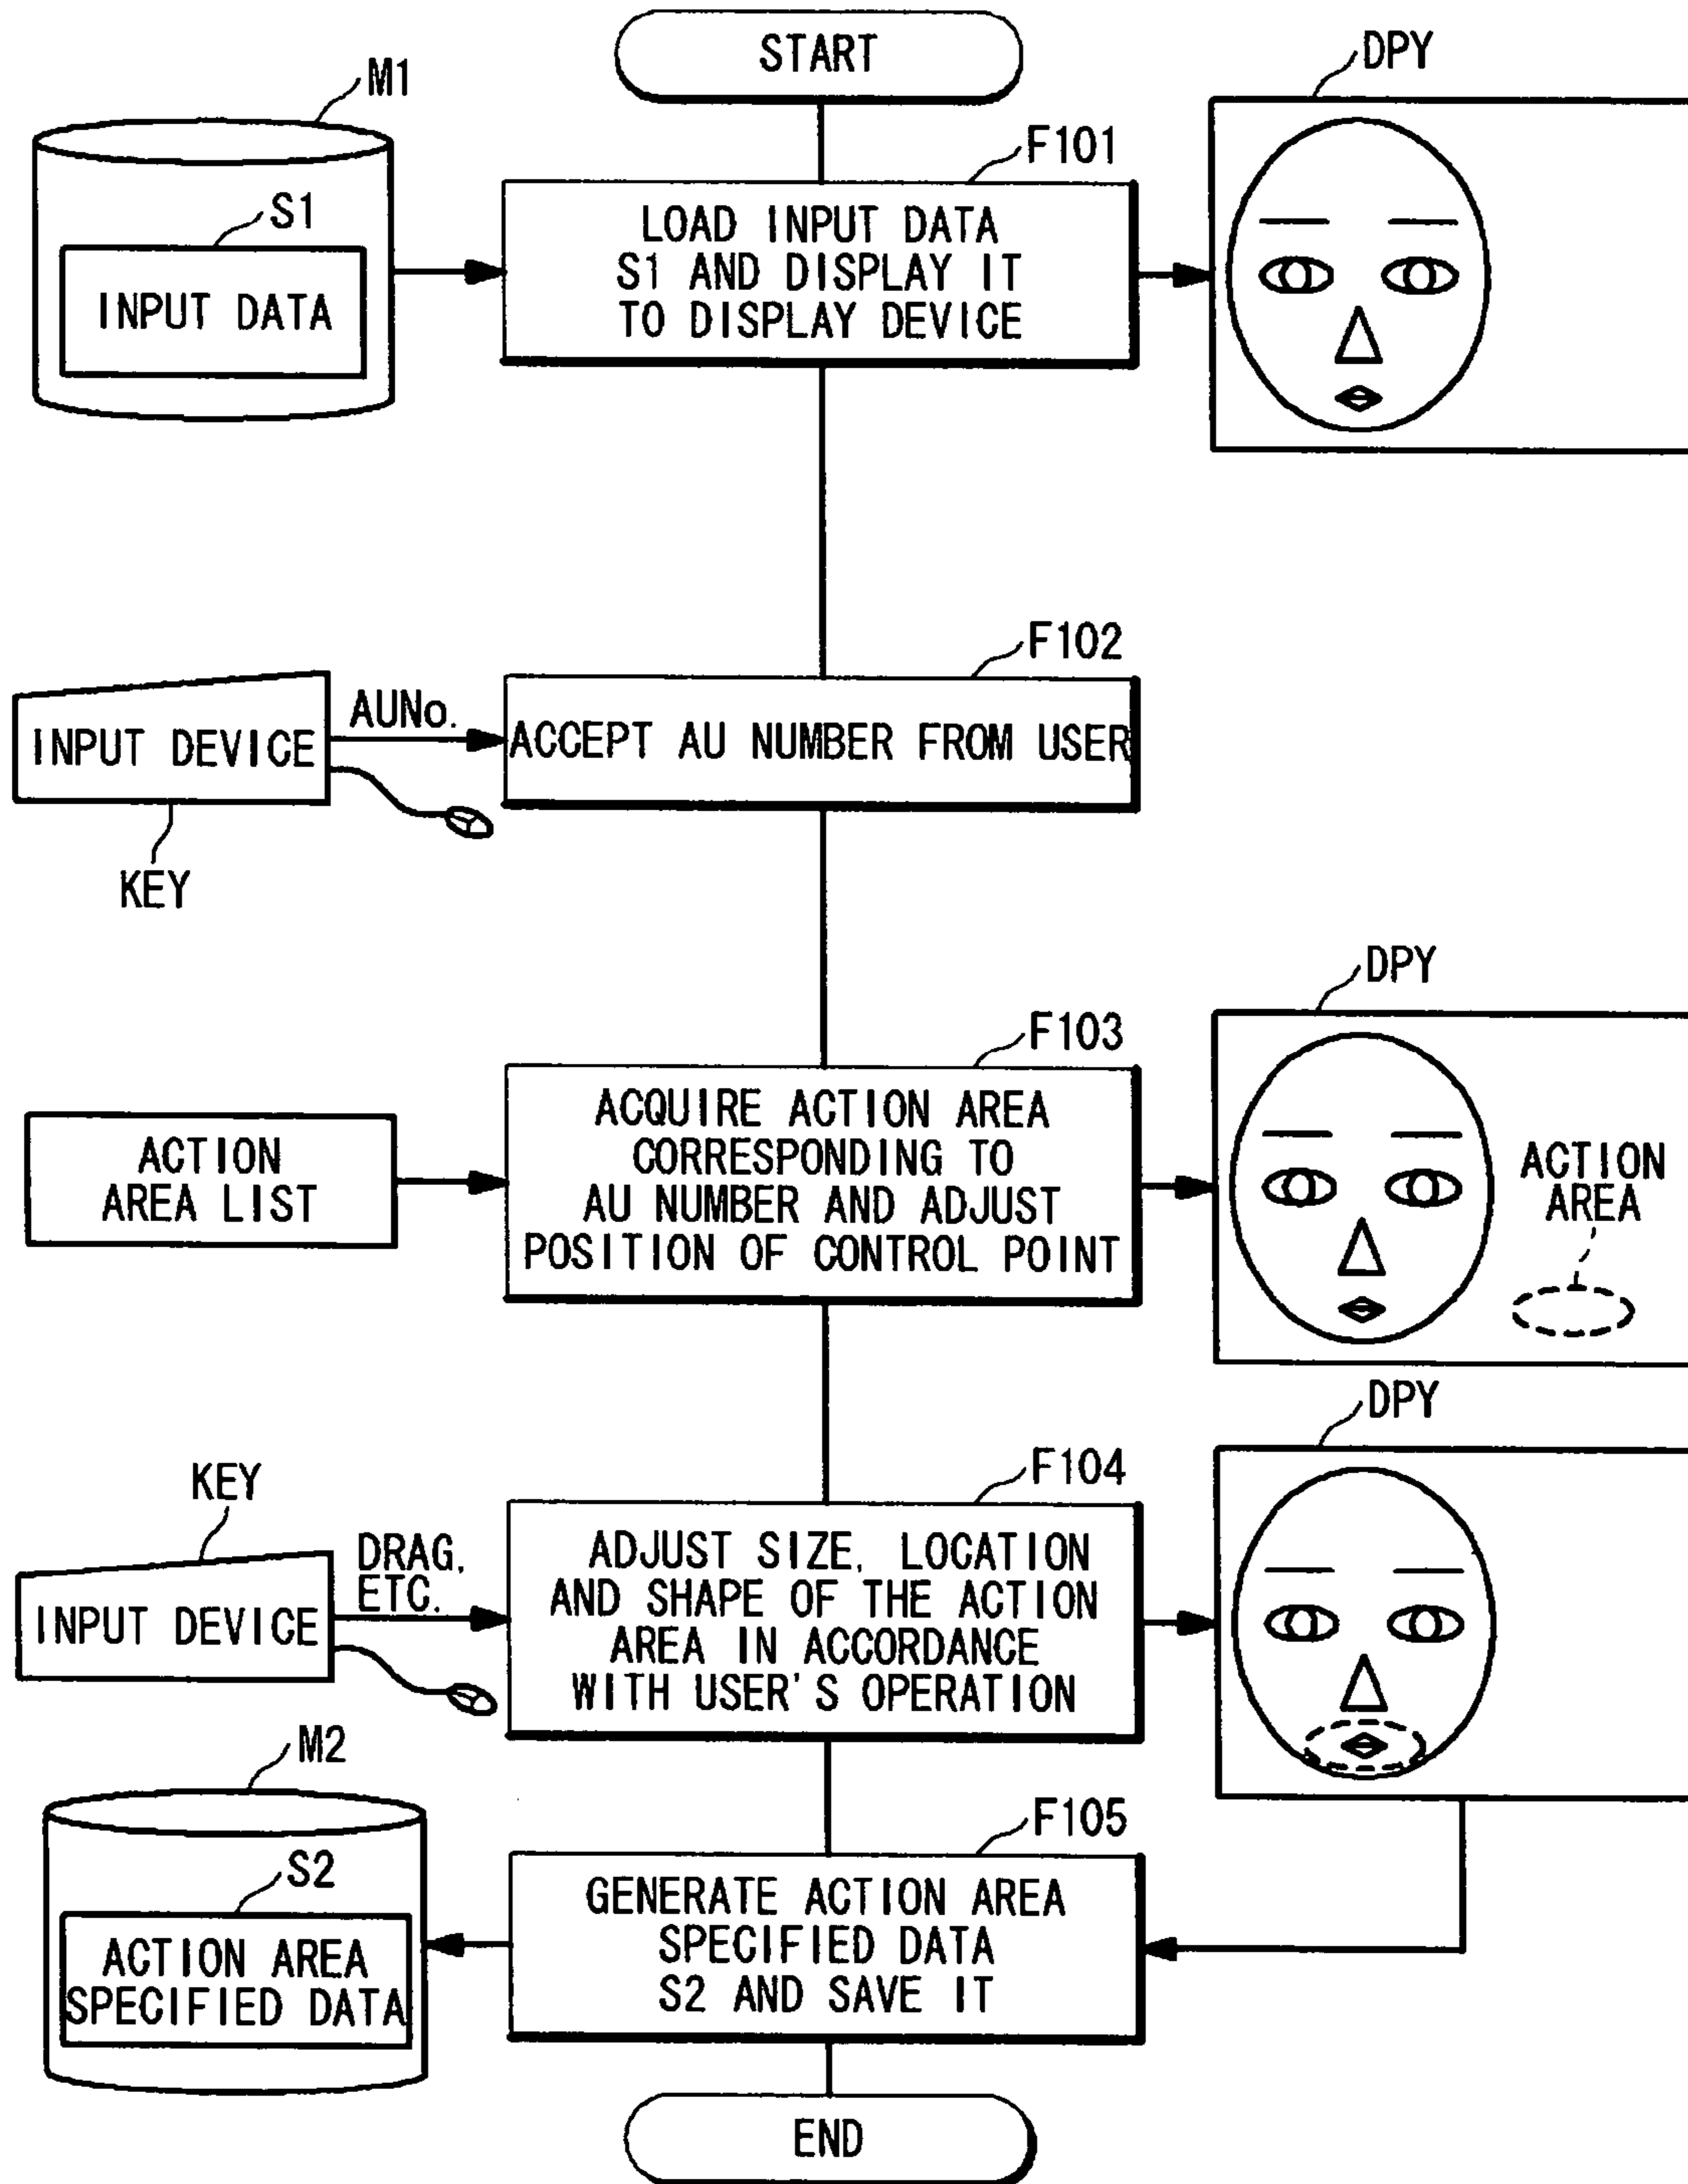 START
DPY
M1
F101
S1
INPUT DATA
LOAD INPUT DATA
S1 AND DISPLAY IT
TO DISPLAY DEVICE
F102
INPUT DEVICE
AUNo.
ACCEPT AU NUMBER FROM USER
KEY
DPY
F103
ACTION
AREA LIST
ACQUIRE ACTION AREA
CORRESPONDING TO
AU NUMBER AND ADJUST
POSITION OF CONTROL POINT
ACTION
AREA
DPY
F104
KEY
INPUT DEVICE
DRAG,
ETC.
ADJUST SIZE, LOCATION
AND SHAPE OF THE ACTION
AREA IN ACCORDANCE
WITH USER'S OPERATION
M2
F105
S2
ACTION AREA
SPECIFIED DATA
GENERATE ACTION AREA
SPECIFIED DATA
S2 AND SAVE IT
END